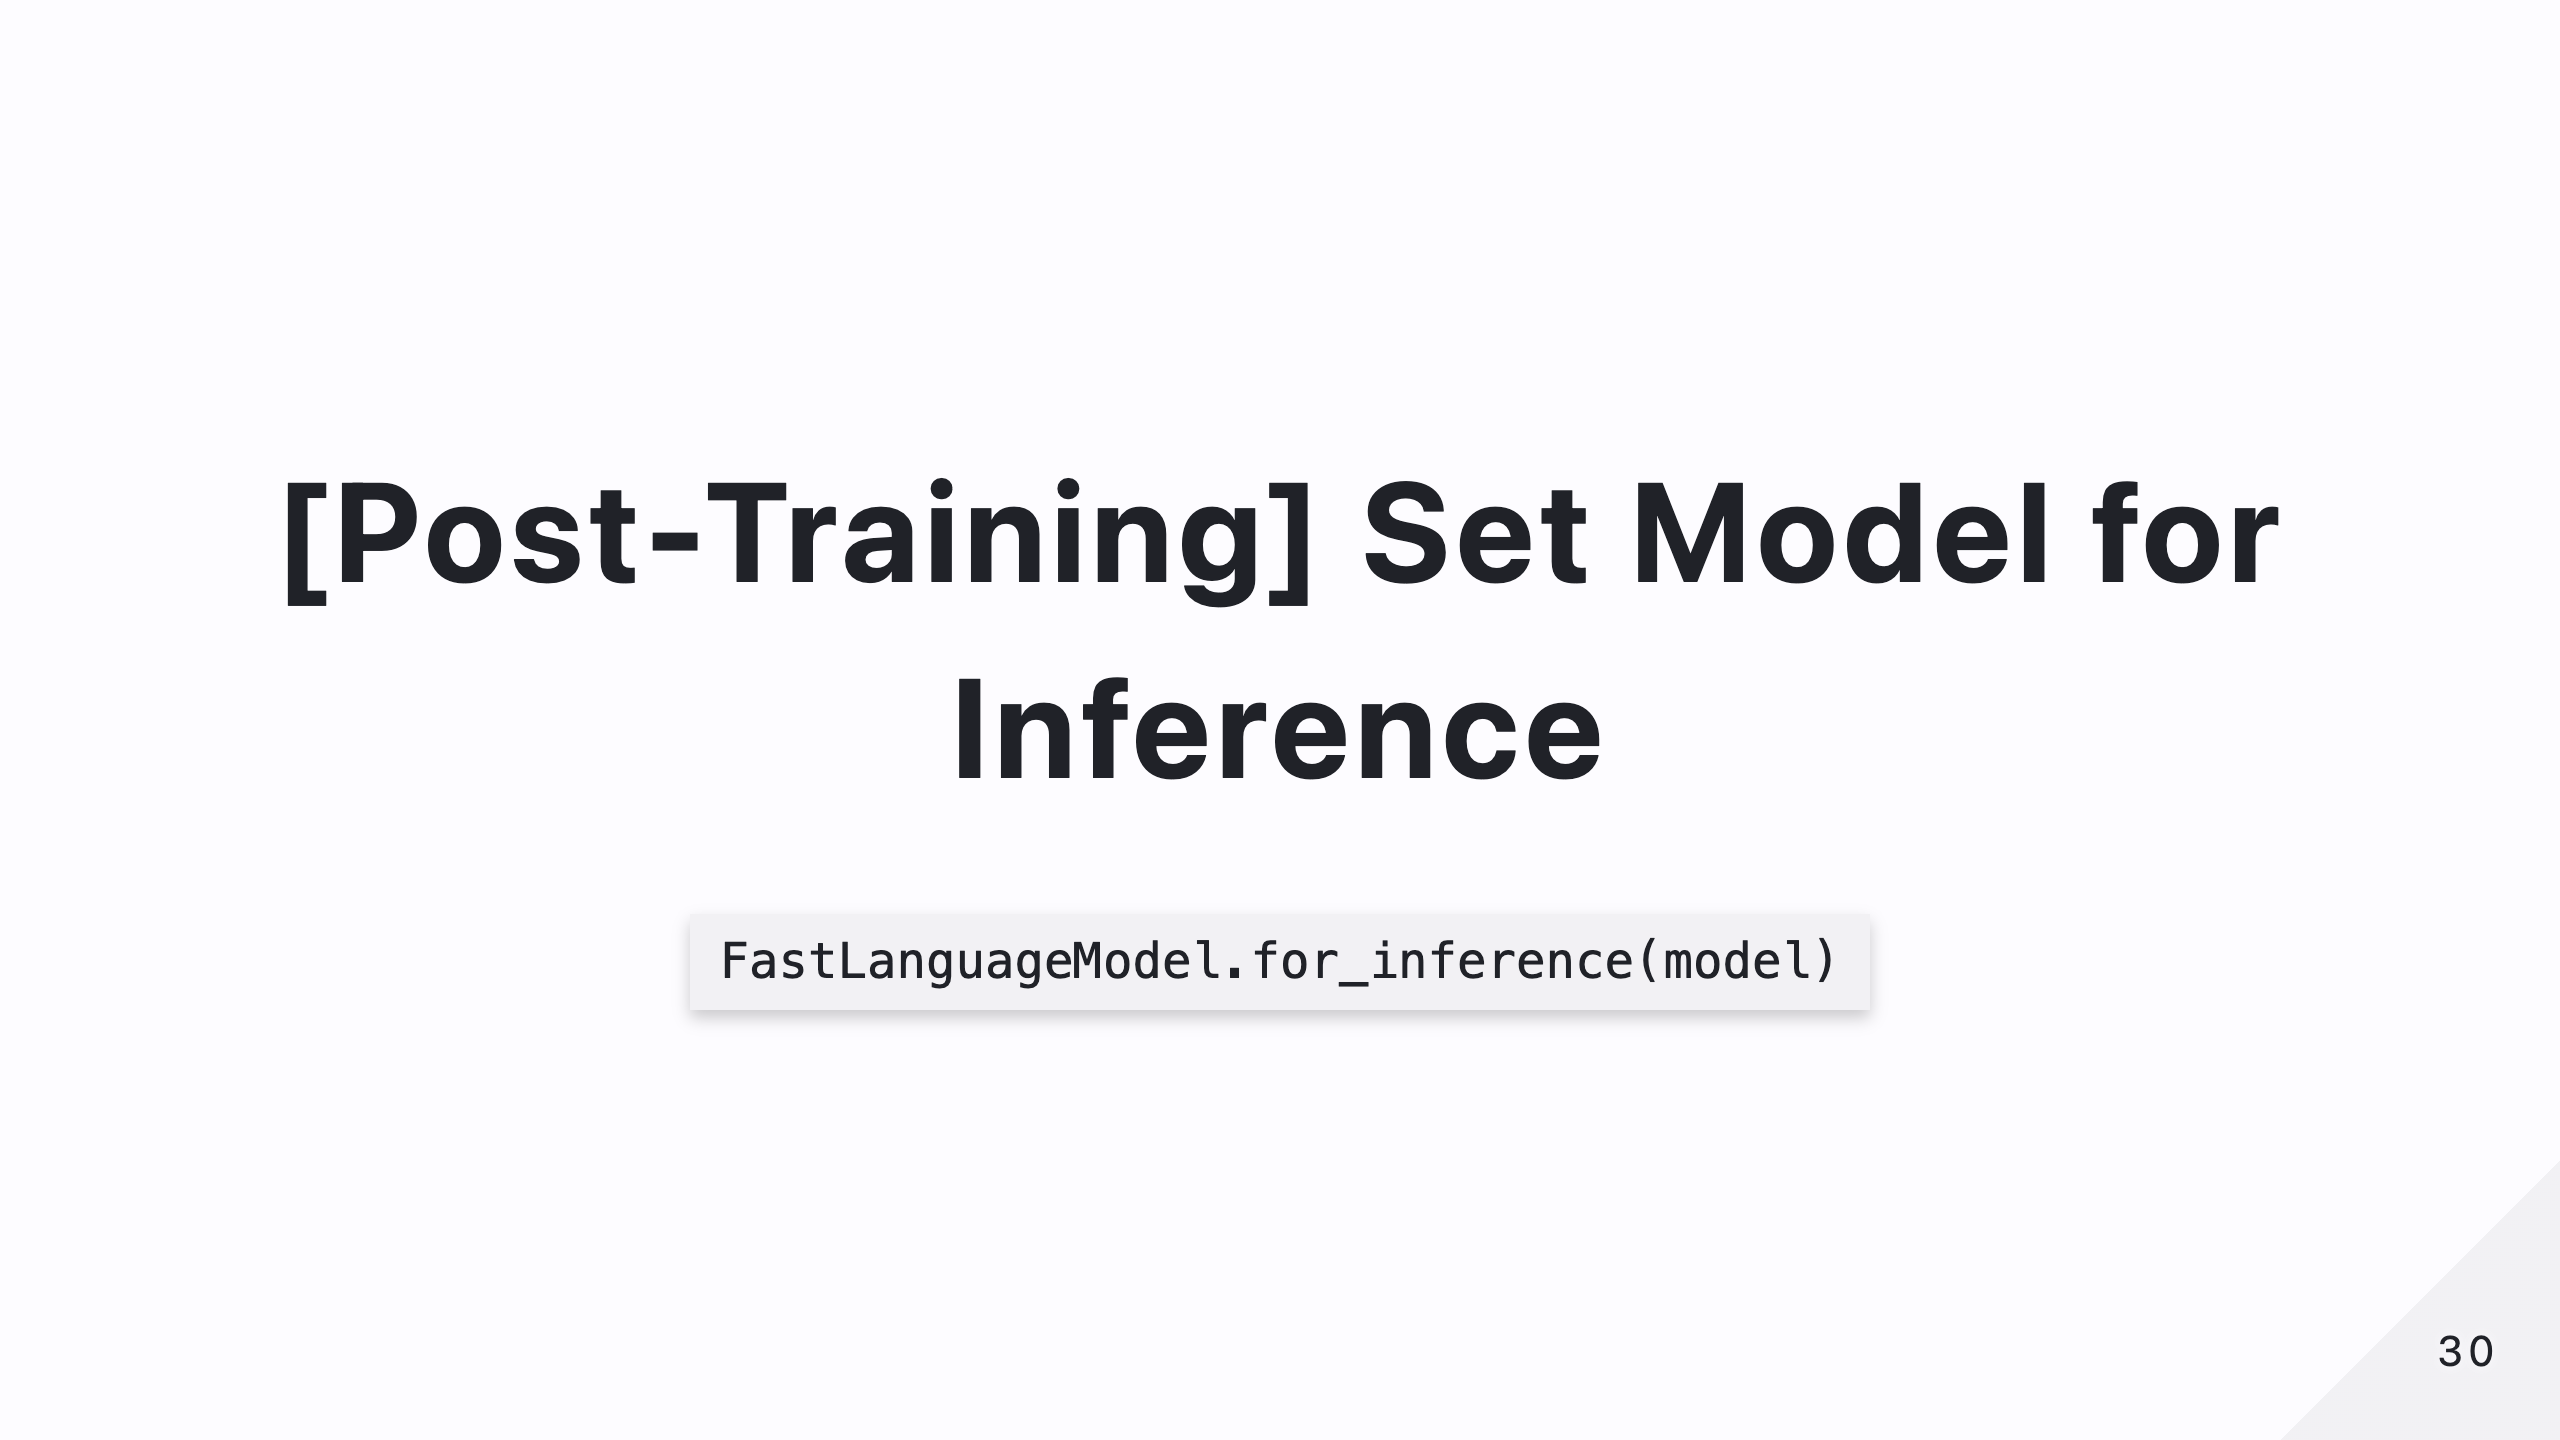 [Post-Training] Set Model for
Inference
FastLanguageModel.for_inference(model)
30